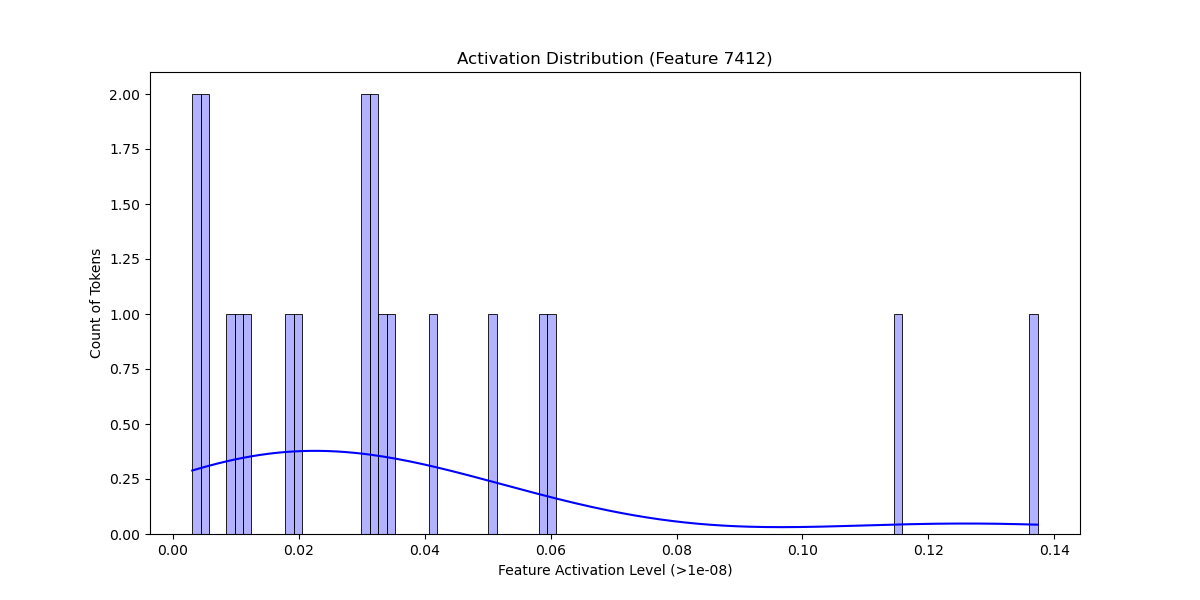 Activation Distribution (Feature 7412)
Count of Tokens
2.00
1.75
1.50
1.25
1.00
0.75
0.50
0.25
0.00
0.00 0.02 0.04 0.06 0.08 0.10 0.12 0.14
Feature Activation Level (>1e-08)